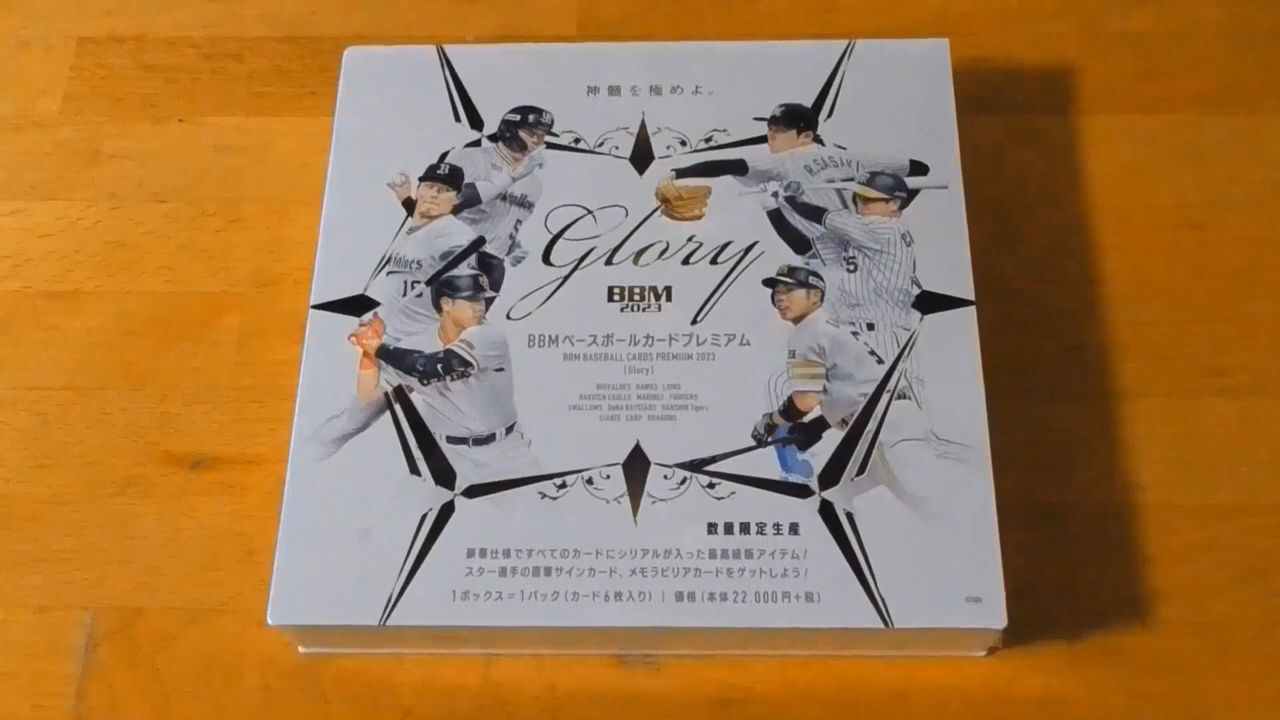 神髄を極めよ。
R.SASAKI
Glory
5
5
18
BBM
2023
BBMベースボールカードプレミアム
BBM BASEBALL CARDS PREMIUM 2023
[Glory]
BUFFALOES HAWKS LIONS
RAKUTEN EAGLES MARINES FIGHTERS
SWALLOWS DeNA BAYSTARS HANSHIN Tigers
GIANTS CARP DRAGONS
数量限定生産
豪華仕様ですべてのカードにシリアルが入った最高級版アイテム!
スター選手の直筆サインカード、メモラビリアカードをゲットしよう!
1ボックス=1パック(カード6枚入り) | 価格(本体22,000円+税)